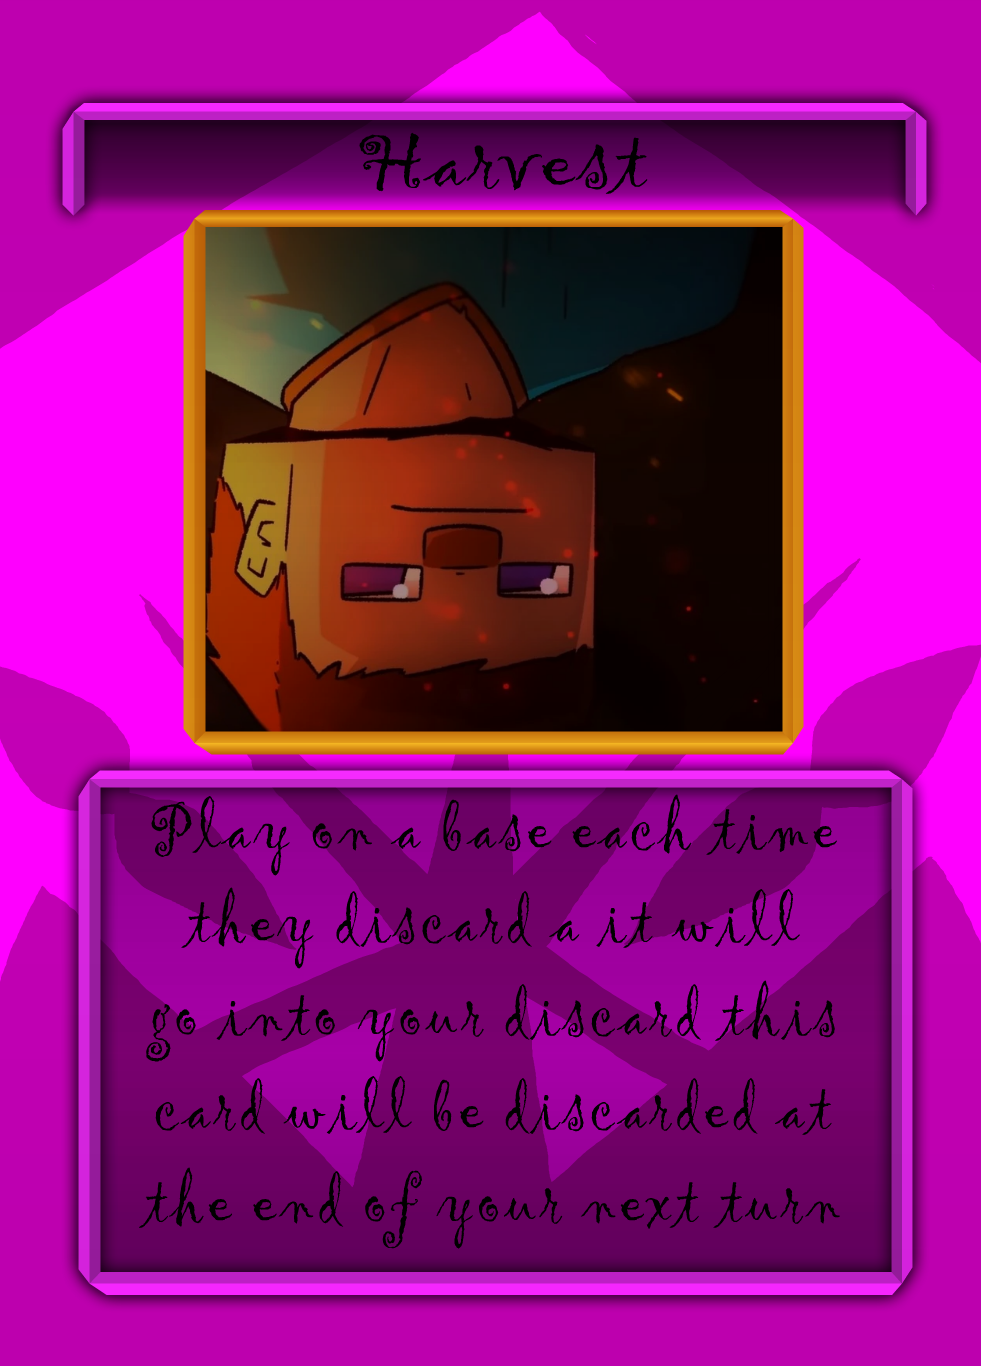 Harvest
Play on a base each time
they discard a it will
go into your discard this
card will be discarded at
the end of your next turn